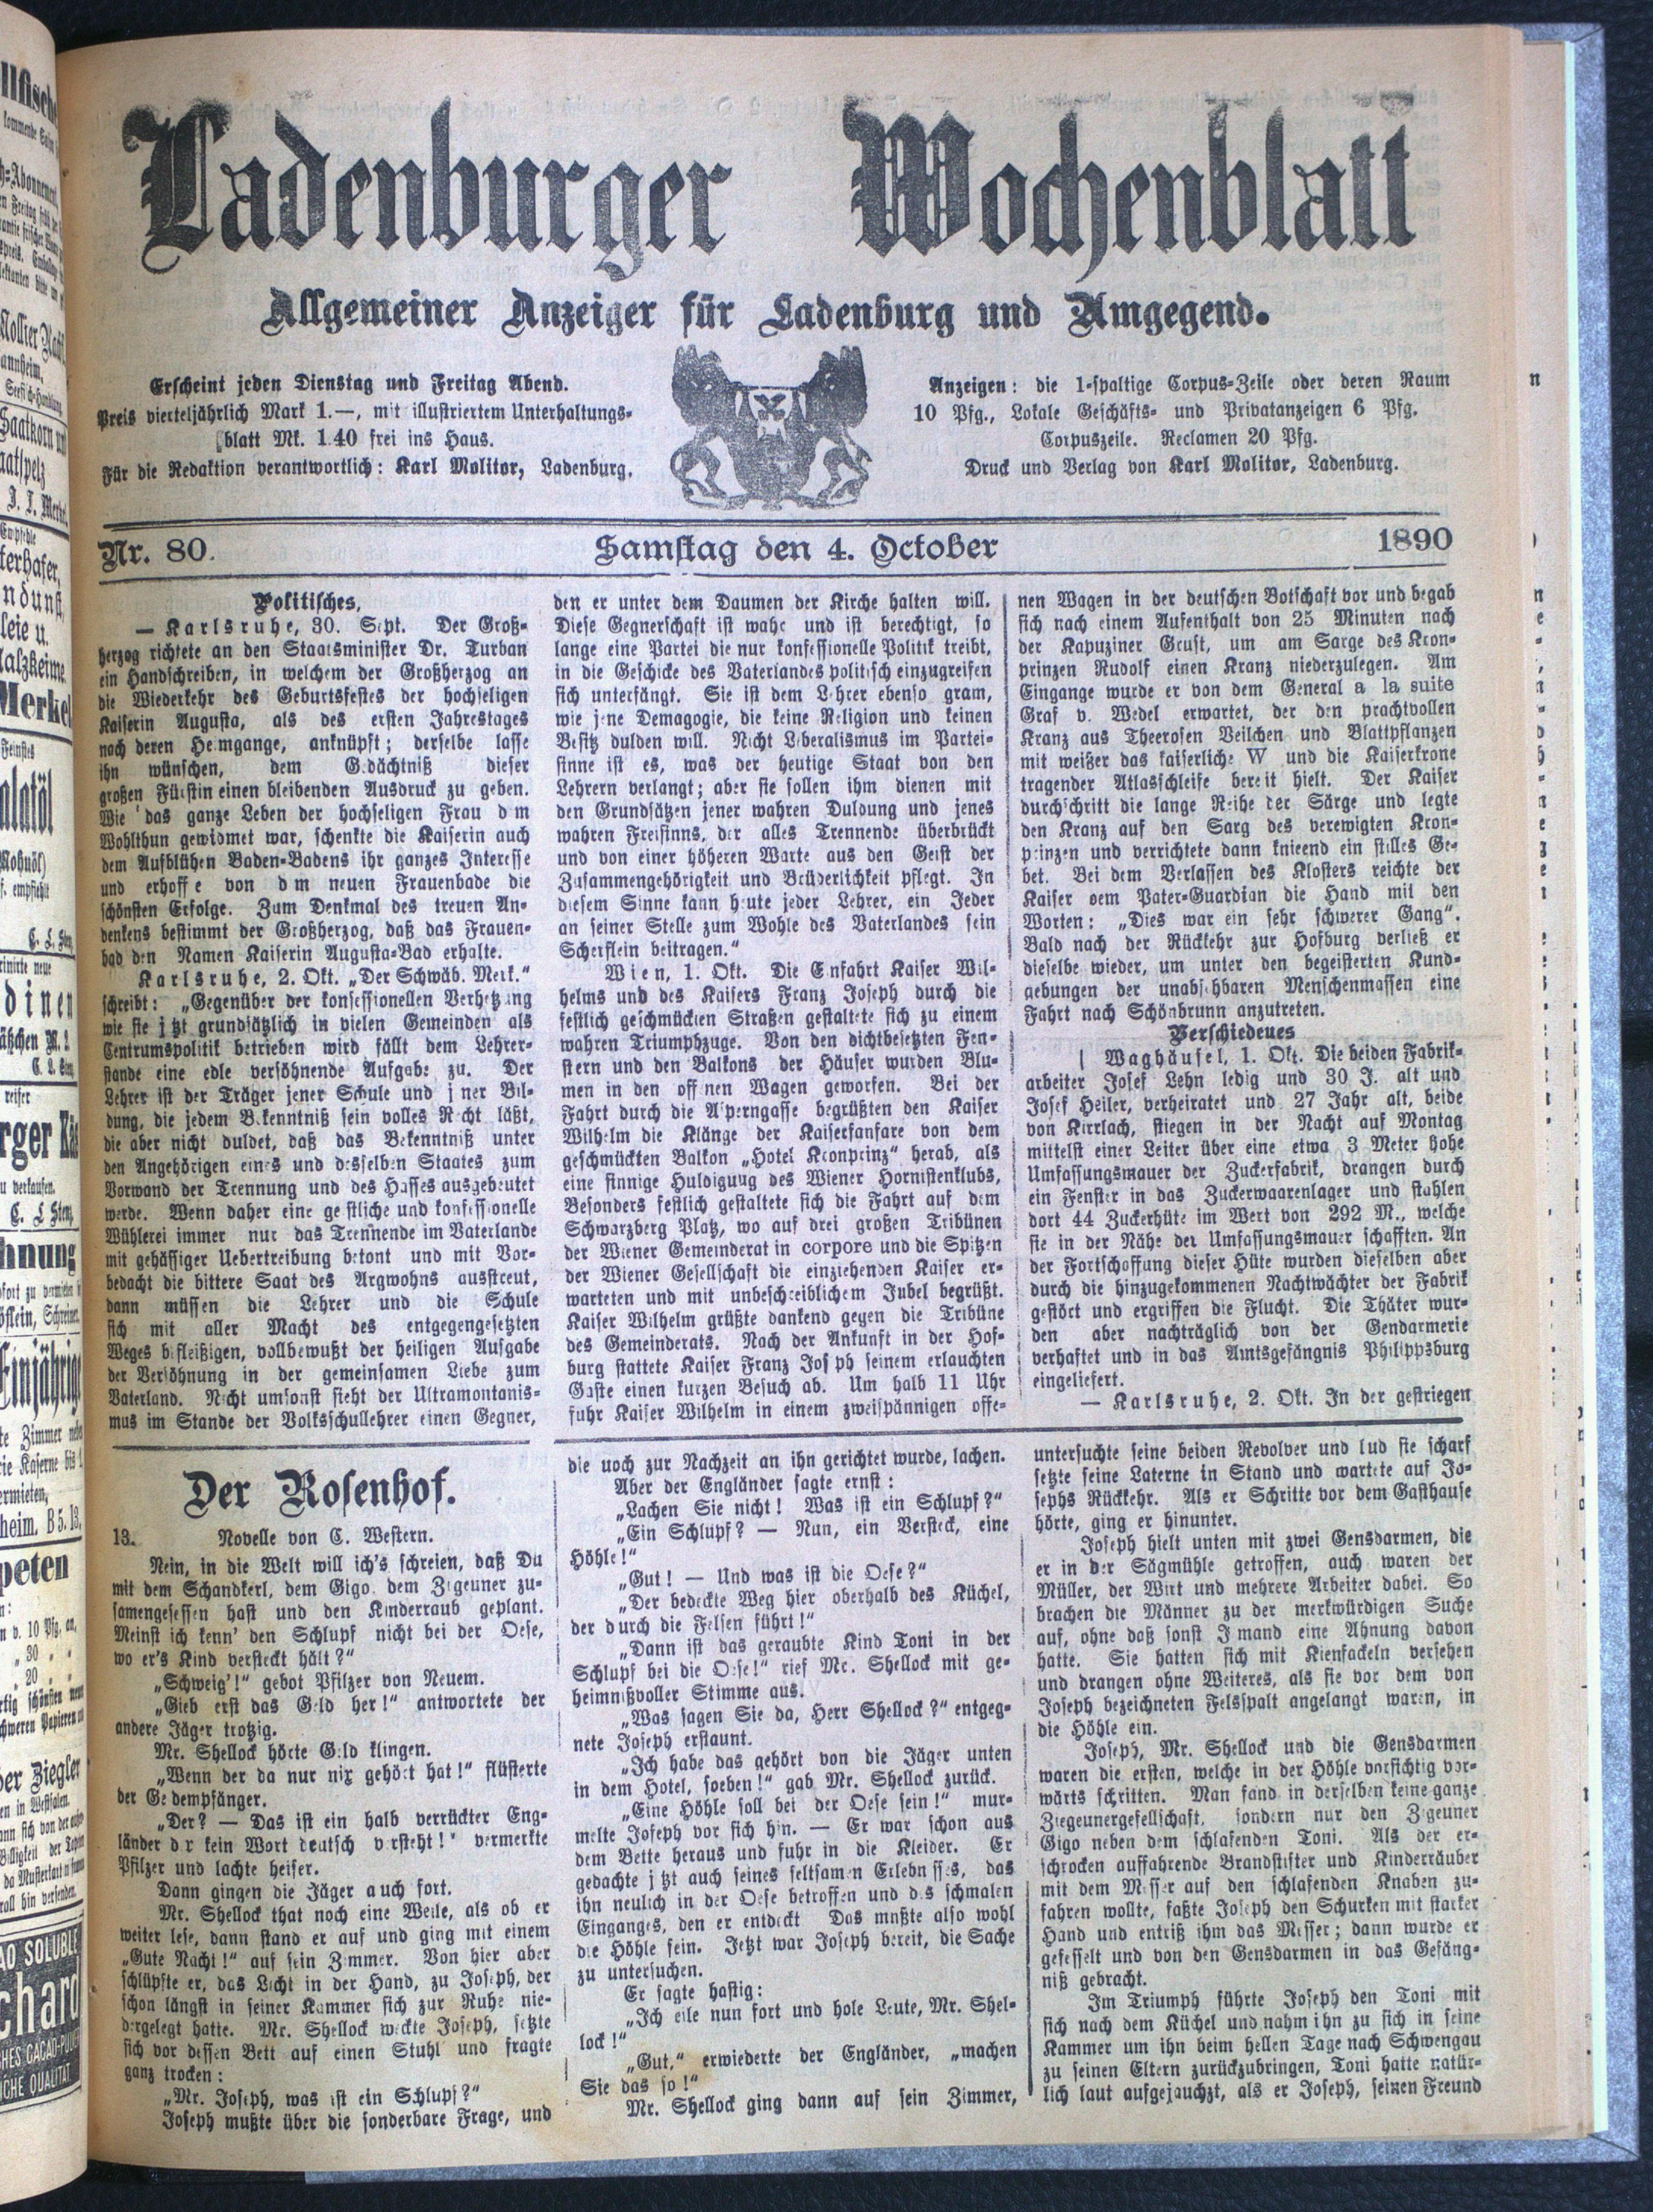 Ladenburger Wochenblatt
Allgemeiner Anzeiger für Ladenburg und Umgegend.
Erscheint jeden Dienstag und Freitag Abend.
Preis vierteljährlich Mark 1.—, mit illustriertem Unterhaltungs-
blatt Mk. 1.40 frei ins Haus.
Für die Redaktion verantwortlich: Karl Molitor, Ladenburg.
Anzeigen: die 1-spaltige Corpus-Zeile oder deren Raum
10 Pfg., Lokale Geschäfts- und Privatanzeigen 6 Pfg.
Corpuszeile. Reclamen 20 Pfg.
Druck und Verlag von Karl Molitor, Ladenburg.
Nr. 80.
Samstag den 4. October
1890
Politisches.
— Karlsruhe, 30. Sept. Der Groß-
herzog richtete an den Staatsminister Dr. Turban
ein Handschreiben, in welchem der Großherzog an
die Wiederkehr des Geburtsfestes der hochseligen
Kaiserin Augusta, als des ersten Jahrestages
nach deren Heimgange, anknüpft; derselbe lasse
ihn wünschen, dem Gedächtniß dieser
großen Fürstin einen bleibenden Ausdruck zu geben.
Wie das ganze Leben der hochseligen Frau dem
Wohlthun gewidmet war, schenkte die Kaiserin auch
dem Aufblühen Baden-Badens ihr ganzes Interesse
und erhoffe von dem neuen Frauenbade die
schönsten Erfolge. Zum Denkmal des treuen An-
denkens bestimmt der Großherzog, daß das Frauen-
bad den Namen Kaiserin Augusta-Bad erhalte.
Karlsruhe, 2. Okt. „Der Schwäb. Merk.“
schreibt: „Gegenüber der konfessionellen Verhetzung
wie sie jetzt grundsätzlich in vielen Gemeinden als
Centrumspolitik betrieben wird fällt dem Lehrer-
stande eine edle versöhnende Aufgabe zu. Der
Lehrer ist der Träger jener Schule und jener Bil-
dung, die jedem Bekenntniß sein volles Recht läßt,
die aber nicht duldet, daß das Bekenntniß unter
den Angehörigen eines und desselben Staates zum
Vorwand der Trennung und des Hasses ausgebeutet
werde. Wenn daher eine geistliche und konfessionelle
Wühlerei immer nur das Trennende im Vaterlande
mit gehässiger Uebertreibung betont und mit Vor-
bedacht die bittere Saat des Argwohns ausstreut,
dann müssen die Lehrer und die Schule
sich mit aller Macht des entgegengesetzten
Weges befleißigen, vollbewußt der heiligen Aufgabe
der Versöhnung in der gemeinsamen Liebe zum
Vaterland. Nicht umsonst sieht der Ultramontanis-
mus im Stande der Volksschullehrer einen Gegner,
den er unter dem Daumen der Kirche halten will.
Diese Gegnerschaft ist wahr und ist berechtigt, so
lange eine Partei die nur konfessionelle Politik treibt,
in die Geschicke des Vaterlandes politisch einzugreifen
sich unterfängt. Sie ist dem Lehrer ebenso gram,
wie jene Demagogie, die keine Religion und keinen
Besitz dulden will. Nicht Liberalismus im Partei-
sinne ist es, was der heutige Staat von den
Lehrern verlangt; aber sie sollen ihm dienen mit
den Grundsätzen jener wahren Duldung und jenes
wahren Freisinns, der alles Trennende überbrückt
und von einer höheren Warte aus den Geist der
Zusammengehörigkeit und Brüderlichkeit pflegt. In
diesem Sinne kann heute jeder Lehrer, ein Jeder
an seiner Stelle zum Wohle des Vaterlandes sein
Scherflein beitragen.“
Wien, 1. Okt. Die Einfahrt Kaiser Wil-
helms und des Kaisers Franz Joseph durch die
festlich geschmückten Straßen gestaltete sich zu einem
wahren Triumphzuge. Von den dichtbesetzten Fen-
stern und den Balkons der Häuser wurden Blu-
men in den offenen Wagen geworfen. Bei der
Fahrt durch die Alperngasse begrüßten den Kaiser
Wilhelm die Klänge der Kaiserfanfare von dem
geschmückten Balkon „Hotel Kronprinz“ herab, als
eine sinnige Huldigung des Wiener Hornistenklubs,
Besonders festlich gestaltete sich die Fahrt auf dem
Schwarzberg Platz, wo auf drei großen Tribünen
der Wiener Gemeinderat in corpore und die Spitzen
der Wiener Gesellschaft die einziehenden Kaiser er-
warteten und mit unbeschreiblichem Jubel begrüßt.
Kaiser Wilhelm grüßte dankend gegen die Tribüne
des Gemeinderats. Nach der Ankunft in der Hof-
burg stattete Kaiser Franz Joseph seinem erlauchten
Gaste einen kurzen Besuch ab. Um halb 11 Uhr
fuhr Kaiser Wilhelm in einem zweispännigen offe-
nen Wagen in der deutschen Botschaft vor und begab
sich nach einem Aufenthalt von 25 Minuten nach
der Kapuziner Gruft, um am Sarge des Kron-
prinzen Rudolf einen Kranz niederzulegen. Am
Eingange wurde er von dem General a la suite
Graf v. Wedel erwartet, der den prachtvollen
Kranz aus Theerosen Veilchen und Blattpflanzen
mit weißer das kaiserliche W und die Kaiserkrone
tragender Atlasschleife bereit hielt. Der Kaiser
durchschritt die lange Reihe der Särge und legte
den Kranz auf den Sarg des verewigten Kron-
prinzen und verrichtete dann knieend ein stilles Ge-
bet. Bei dem Verlassen des Klosters reichte der
Kaiser dem Pater-Guardian die Hand mit den
Worten: „Dies war ein sehr schwerer Gang“.
Bald nach der Rückkehr zur Hofburg verließ er
dieselbe wieder, um unter den begeisterten Kund-
gebungen der unabsehbaren Menschenmassen eine
Fahrt nach Schönbrunn anzutreten.
Verschiedenes
Waghäusel, 1. Okt. Die beiden Fabrik-
arbeiter Josef Lehn ledig und 30 J. alt und
Josef Heiler, verheiratet und 27 Jahr alt, beide
von Kirrlach, stiegen in der Nacht auf Montag
mittelst einer Leiter über eine etwa 3 Meter hohe
Umfassungsmauer der Zuckerfabrik, drangen durch
ein Fenster in das Zuckerwaarenlager und stahlen
dort 44 Zuckerhüte im Wert von 292 M., welche
sie in der Nähe der Umfassungsmauer schafften. An
der Fortschaffung dieser Hüte wurden dieselben aber
durch die hinzugekommenen Nachtwächter der Fabrik
gestört und ergriffen die Flucht. Die Thäter wur-
den aber nachträglich von der Gendarmerie
verhaftet und in das Amtsgefängnis Philippsburg
eingeliefert.
— Karlsruhe, 2. Okt. In der gestriegen
Der Rosenhof.
13. Novelle von C. Western.
Nein, in die Welt will ich's schreien, daß Du
mit dem Schandkerl, dem Gigo, dem Zigeuner zu-
samengesessen hast und den Kinderraub geplant.
Meinst ich kenn' den Schlupf nicht bei der Oese,
wo er's Kind versteckt hält?“
„Schweig'!“ gebot Pfilzer von Neuem.
„Gieb erst das Geld her!“ antwortete der
andere Jäger trotzig.
Mr. Shellock hörte Geld klingen.
„Wenn der da nur nix gehört hat!“ flüsterte
der Geldempfänger.
„Der? — Das ist ein halb verrückter Eng-
länder der kein Wort deutsch versteht!“ vermerkte
Pfilzer und lachte heiser.
Dann gingen die Jäger auch fort.
Mr. Shellock that noch eine Weile, als ob er
weiter lese, dann stand er auf und ging mit einem
„Gute Nacht!“ auf sein Zimmer. Von hier aber
schlüpfte er, das Licht in der Hand, zu Joseph, der
schon längst in seiner Kammer sich zur Ruhe nie-
dergelegt hatte. Mr. Shellock weckte Joseph, setzte
sich vor dessen Bett auf einen Stuhl und fragte
ganz trocken:
„Mr. Joseph, was ist ein Schlupf?“
Joseph mußte über die sonderbare Frage, und
die noch zur Nachtzeit an ihn gerichtet wurde, lachen.
Aber der Engländer sagte ernst:
„Lachen Sie nicht! Was ist ein Schlupf?“
„Ein Schlupf? — Nun, ein Versteck, eine
Höhle!“
„Gut! — Und was ist die Oese?“
„Der bedeckte Weg hier oberhalb des Küchel,
der durch die Felsen führt!“
„Dann ist das geraubte Kind Toni in der
Schlupf bei die Oese!“ rief Mr. Shellock mit ge-
heimnißvoller Stimme aus.
„Was sagen Sie da, Herr Shellock?“ entgeg-
nete Joseph erstaunt.
„Ich habe das gehört von die Jäger unten
in dem Hotel, soeben!“ gab Mr. Shellock zurück.
„Eine Höhle soll bei der Oese sein!“ mur-
melte Joseph vor sich hin. — Er war schon aus
dem Bette heraus und fuhr in die Kleider. Er
gedachte jetzt auch seines seltsamen Erlebnisses, das
ihn neulich in der Oese betroffen und des schmalen
Einganges, den er entdeckt Das mußte also wohl
die Höhle sein. Jetzt war Joseph bereit, die Sache
zu untersuchen.
Er sagte hastig:
„Ich eile nun fort und hole Leute, Mr. Shel-
lock!“
„Gut,“ erwiederte der Engländer, „machen
Sie das so!“
Mr. Shellock ging dann auf sein Zimmer,
untersuchte seine beiden Revolver und lud sie scharf
setzte seine Laterne in Stand und wartete auf Jo-
sephs Rückkehr. Als er Schritte vor dem Gasthause
hörte, ging er hinunter.
Joseph hielt unten mit zwei Gensdarmen, die
er in der Sägmühle getroffen, auch waren der
Müller, der Wirt und mehrere Arbeiter dabei. So
brachen die Männer zu der merkwürdigen Suche
auf, ohne daß sonst Jemand eine Ahnung davon
hatte. Sie hatten sich mit Kienfackeln versehen
und drangen ohne Weiteres, als sie vor dem von
Joseph bezeichneten Felsspalt angelangt waren, in
die Höhle ein.
Joseph, Mr. Shellock und die Gensdarmen
waren die ersten, welche in der Höhle vorsichtig vor-
wärts schritten. Man fand in derselben keine ganze
Ziegeunergesellschaft, sondern nur den Zigeuner
Gigo neben dem schlafenden Toni. Als der er-
schrocken auffahrende Brandstifter und Kinderräuber
mit dem Messer auf den schlafenden Knaben zu-
fahren wollte, faßte Joseph den Schurken mit starker
Hand und entriß ihm das Messer; dann wurde er
gefesselt und von den Gensdarmen in das Gefäng-
niß gebracht.
Im Triumph führte Joseph den Toni mit
sich nach dem Küchel und nahm ihn zu sich in seine
Kammer um ihn beim hellen Tage nach Schwengau
zu seinen Eltern zurückzubringen, Toni hatte natür-
lich laut aufgejauchzt, als er Joseph, seinen Freund